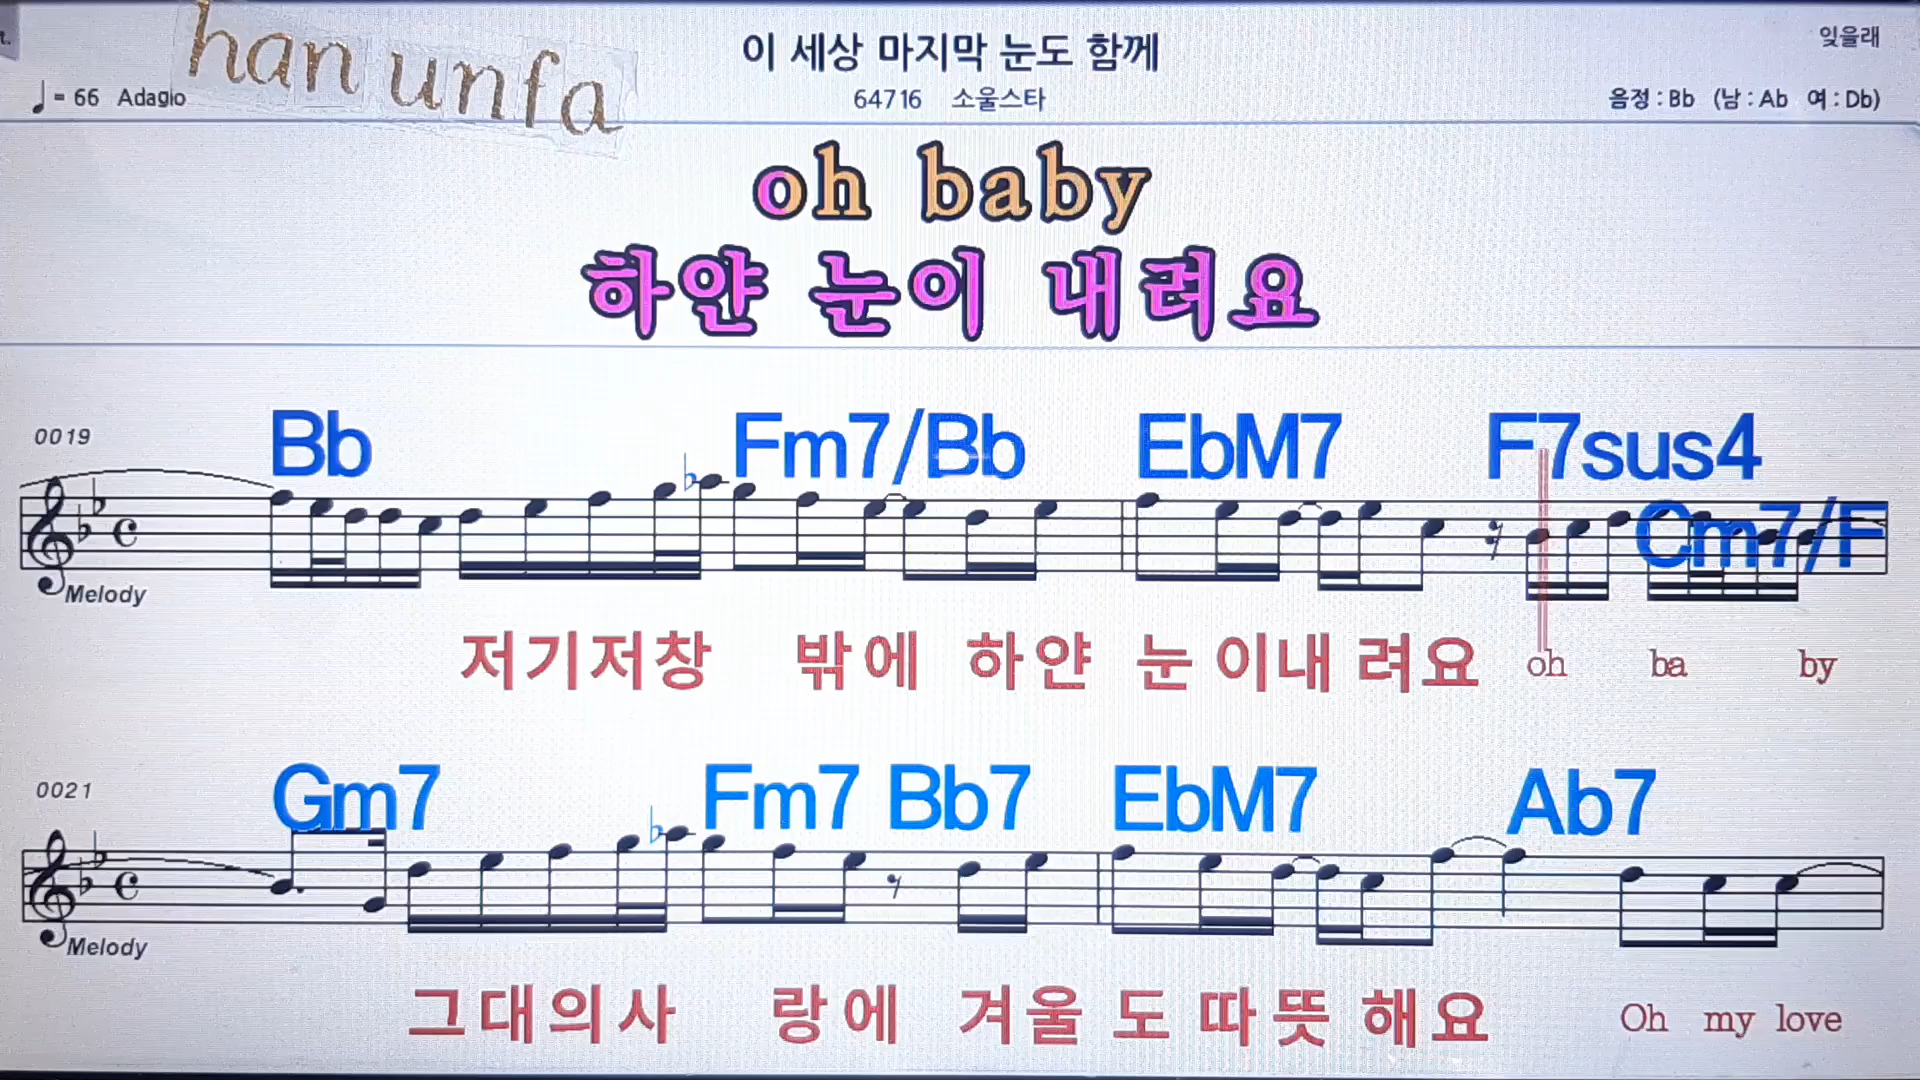 han unfa
이 세상 마지막 눈도 함께
잊을래
= 66 Adagio
64716 소울스타
음정 : Bb (남 : Ab 여 : Db)
oh baby
하얀 눈이 내려요
0019
Bb Fm7/Bb EbM7 F7sus4
Cm7/F
Melody
저기저창 밖에 하얀 눈이내려요 oh ba by
0021
Gm7 Fm7 Bb7 EbM7 Ab7
Melody
그대의사 랑에 겨울도 따뜻해요 Oh my love